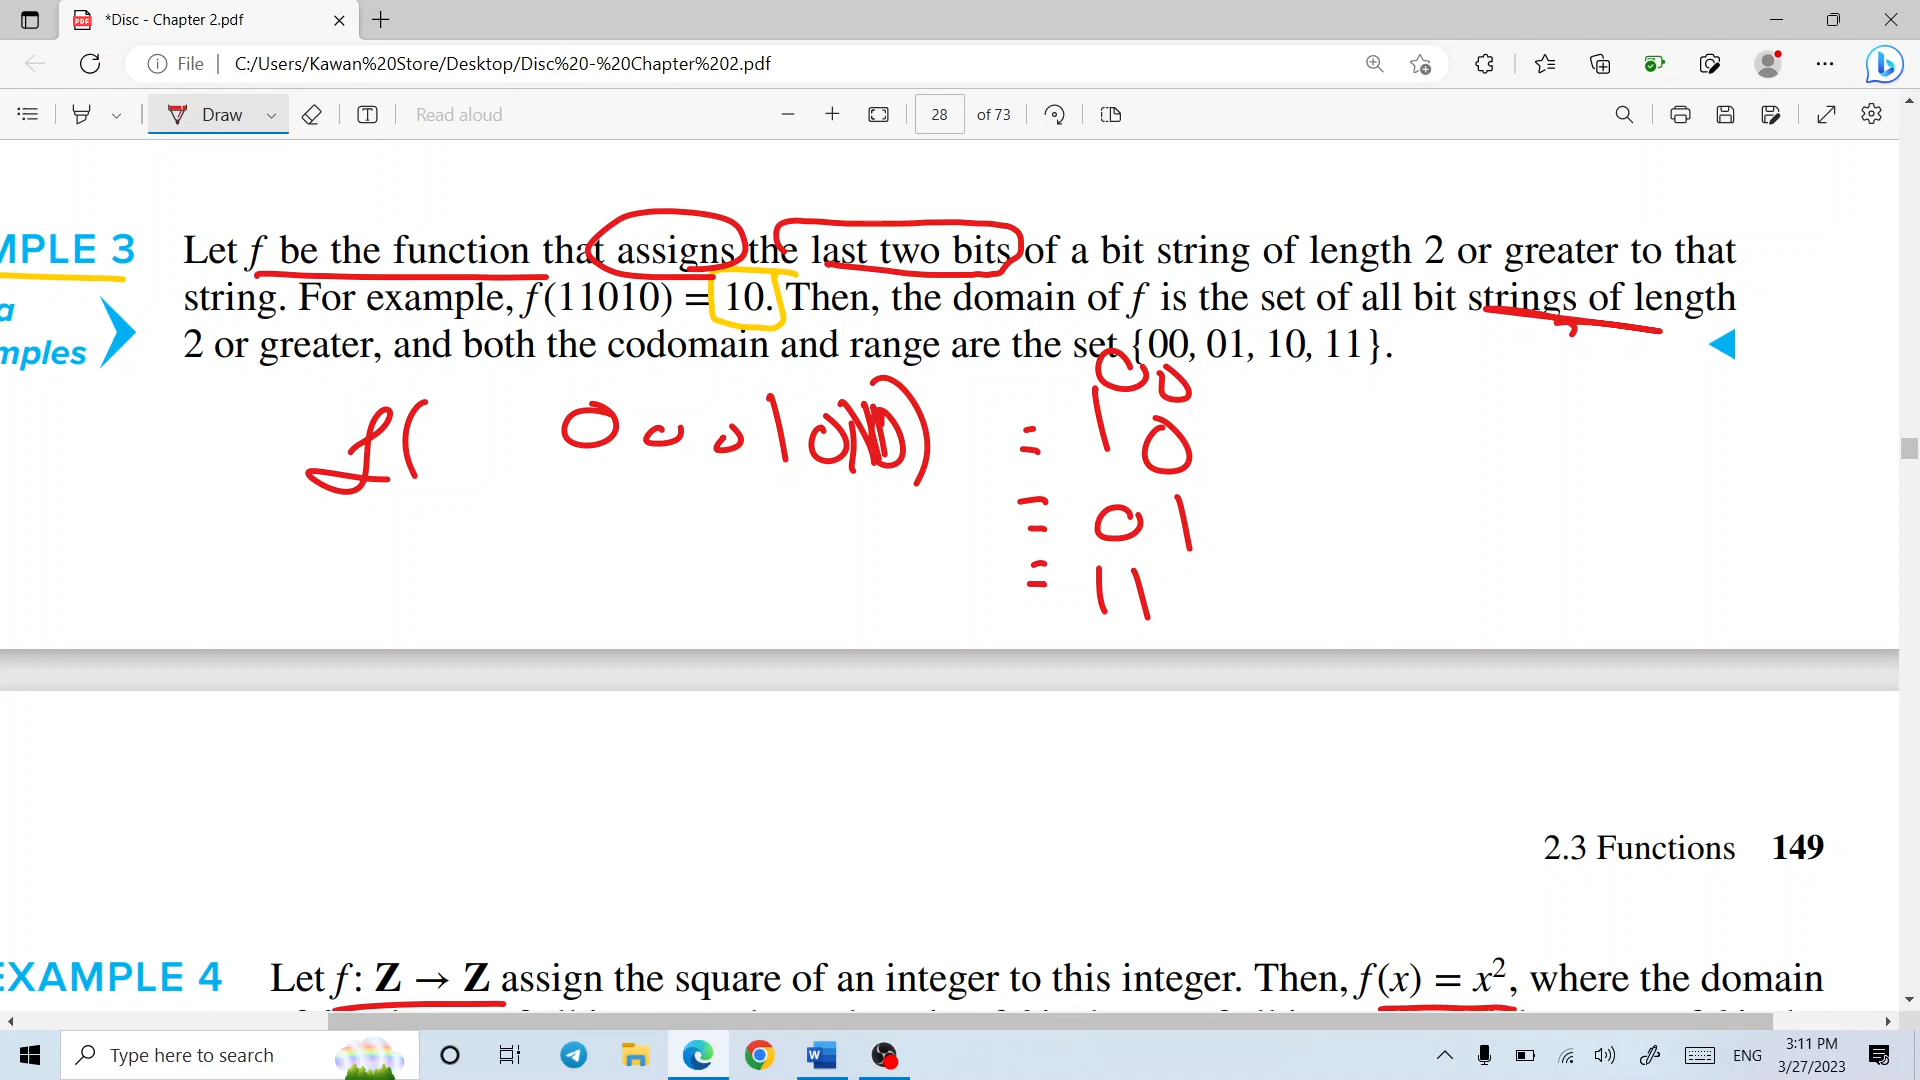 *Disc - Chapter 2.pdf
File C:/Users/Kawan%20Store/Desktop/Disc%20-%20Chapter%202.pdf
Draw Read aloud 28 of 73
MPLE 3 Let f be the function that assigns the last two bits of a bit string of length 2 or greater to that
string. For example, f(11010) = 10. Then, the domain of f is the set of all bit strings of length
2 or greater, and both the codomain and range are the set {00, 01, 10, 11}.
a
mples
00
= 10
= 01
= 11
2.3 Functions 149
EXAMPLE 4 Let f: Z → Z assign the square of an integer to this integer. Then, f(x) = x², where the domain
Type here to search
ENG
3:11 PM
3/27/2023